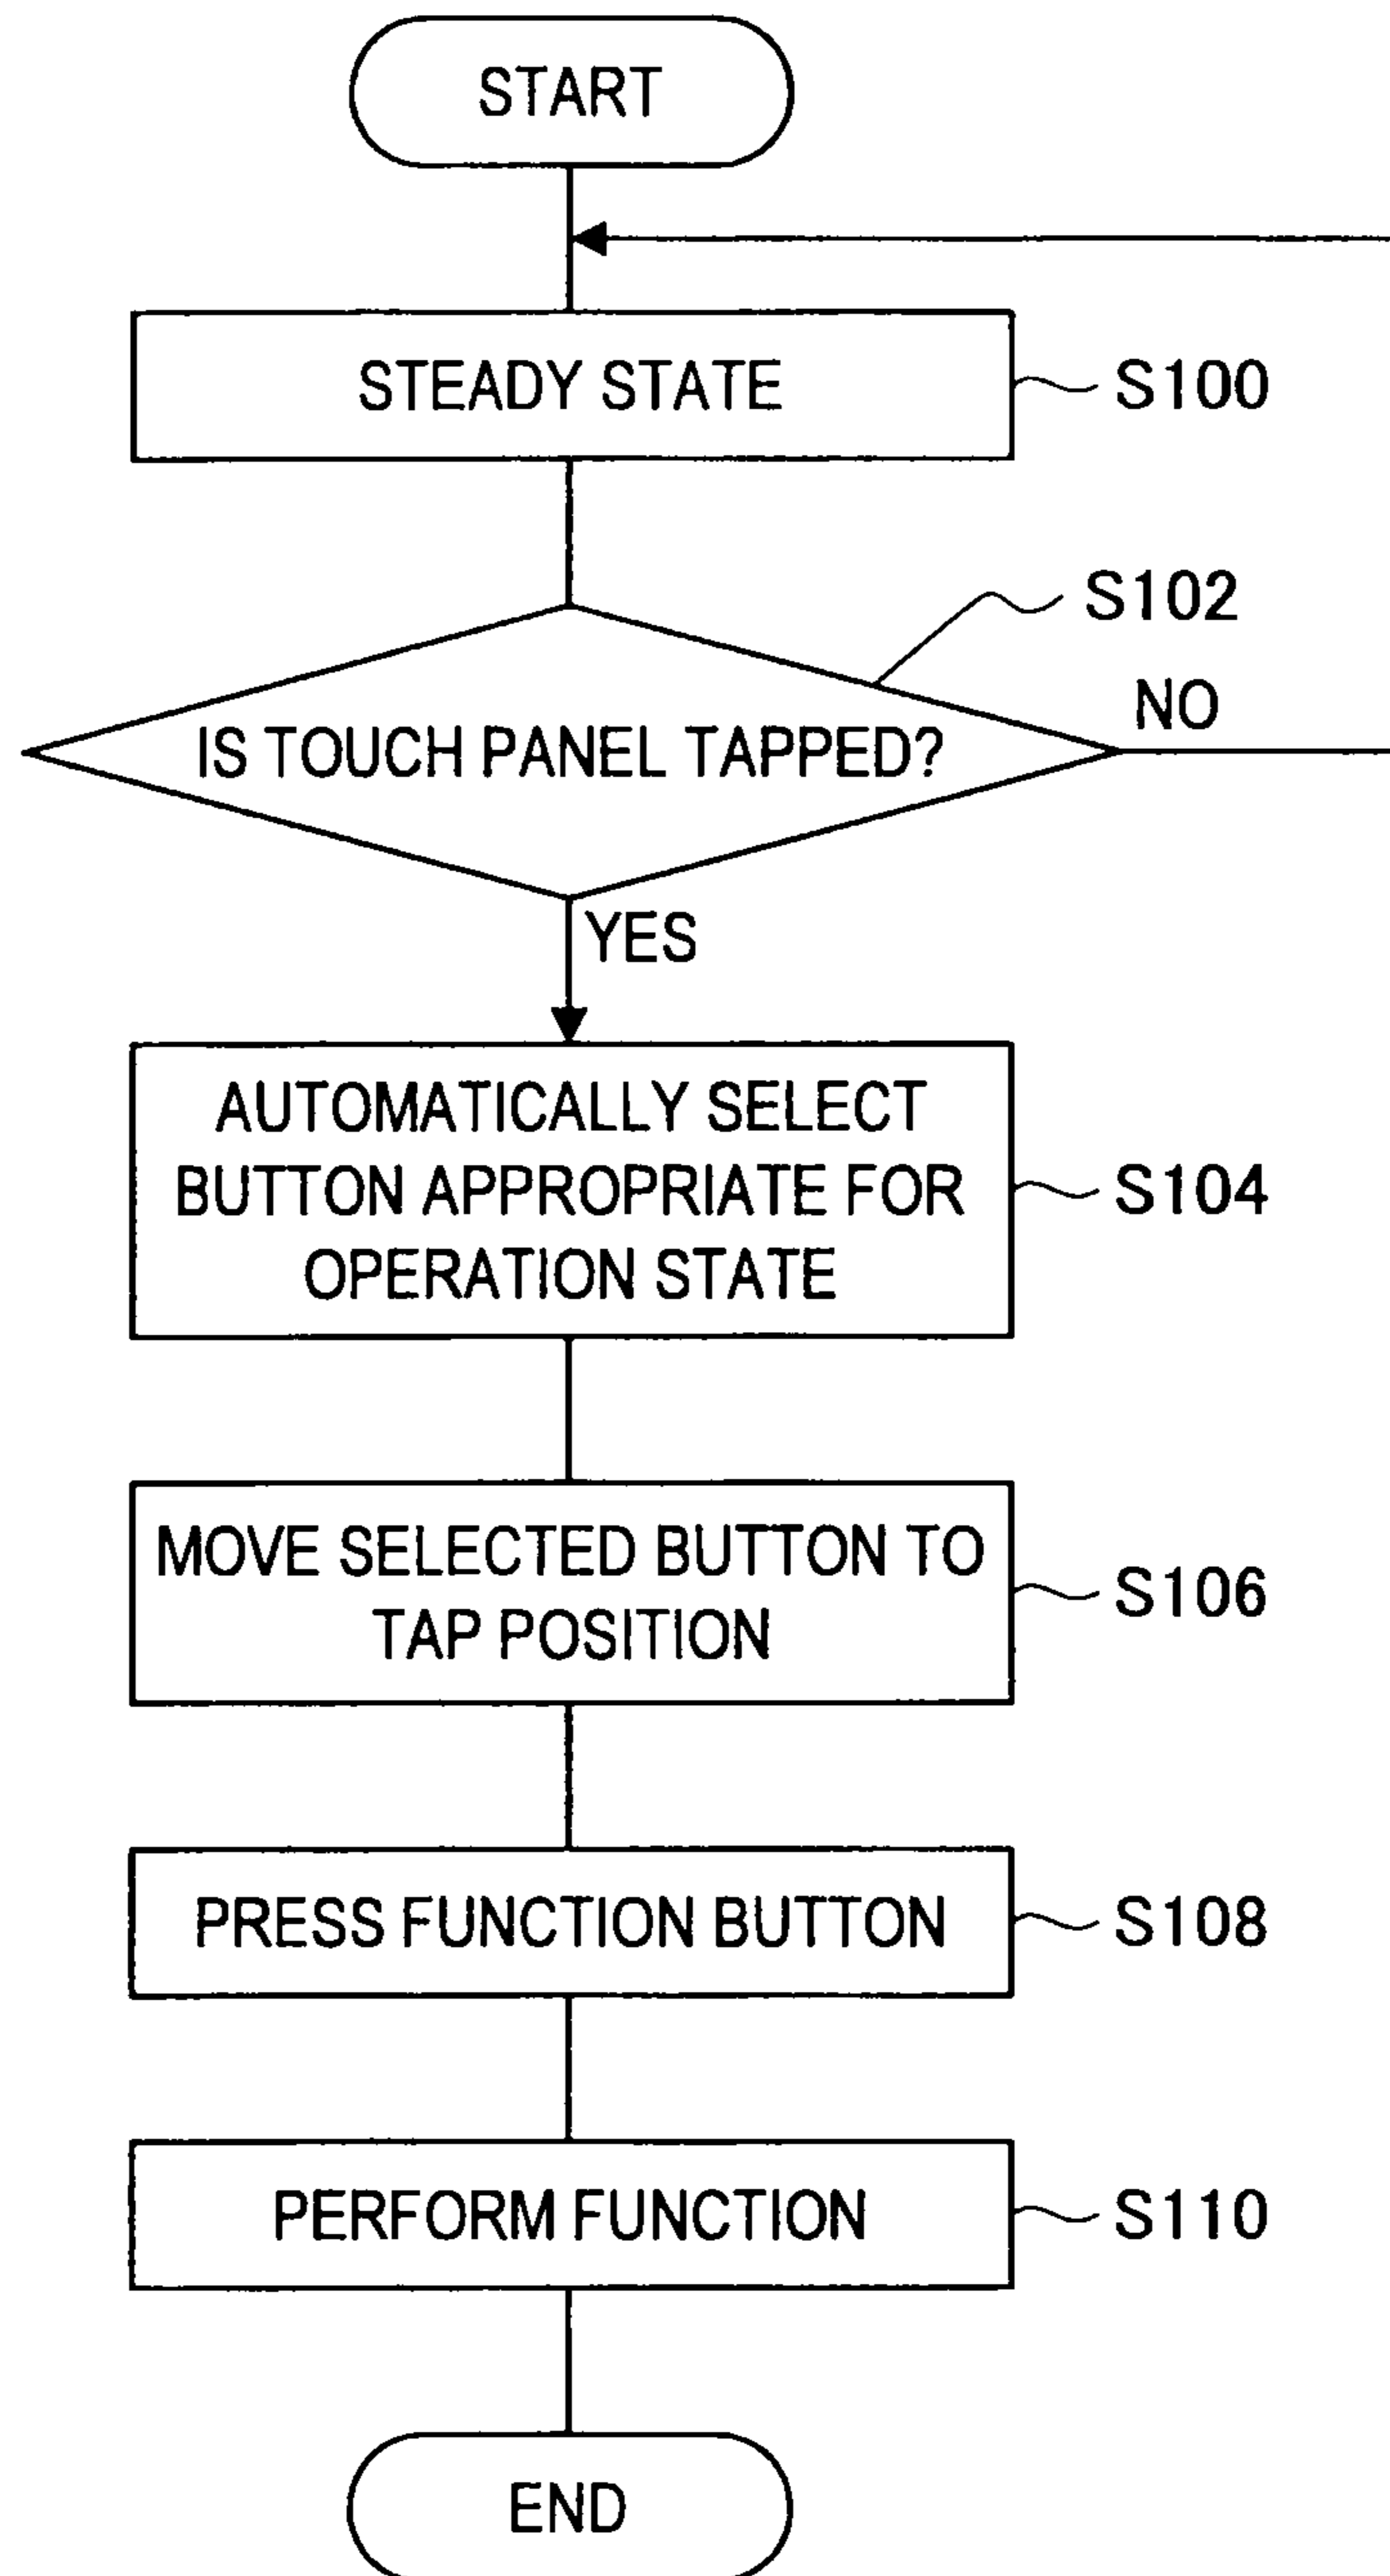 START
STEADY STATE
S100
S102
IS TOUCH PANEL TAPPED?
NO
YES
AUTOMATICALLY SELECT
BUTTON APPROPRIATE FOR
OPERATION STATE
S104
MOVE SELECTED BUTTON TO
TAP POSITION
S106
PRESS FUNCTION BUTTON
S108
PERFORM FUNCTION
S110
END